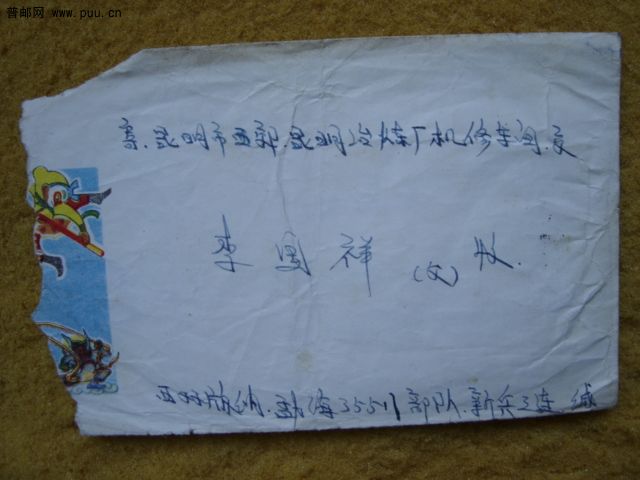 普邮网 www.puu.cn
寄.昆明市西郊.昆明冶炼厂机修车间.交
国祥 (父) 收.
西双版纳.勐海35511部队.新兵二连.缄